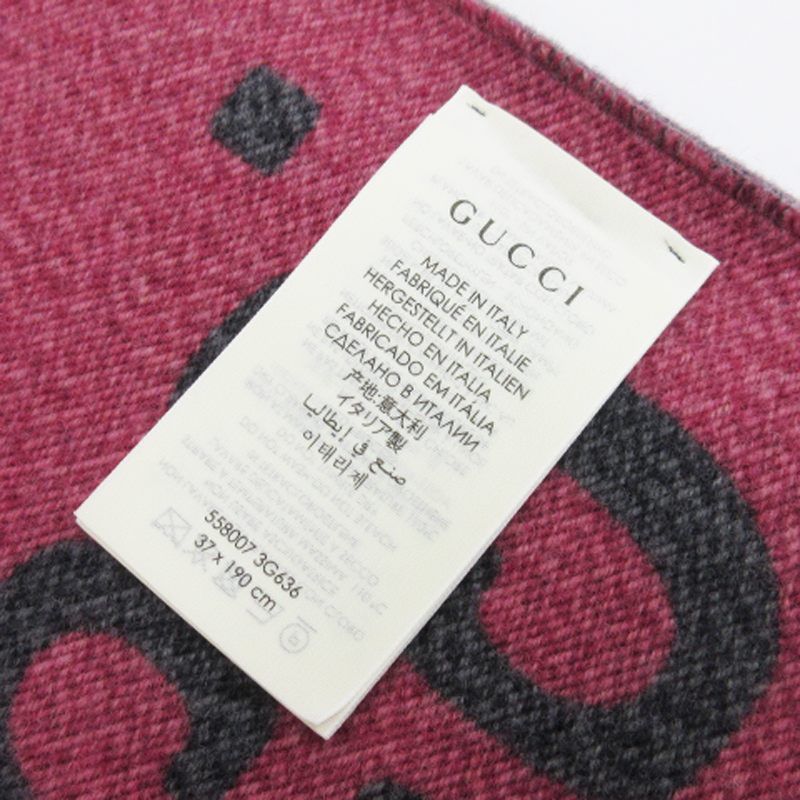 GUCCI
MADE IN ITALY
FABRIQUÉ EN ITALIE
HERGESTELLT IN ITALIEN
HECHO EN ITALIA
FABRICADO EM ITÁLIA
СДЕЛАНО В ИТАЛИИ
产地:意大利
イタリア製
صنع في إيطاليا
이태리제
558007 3G636
37 x 190 cm